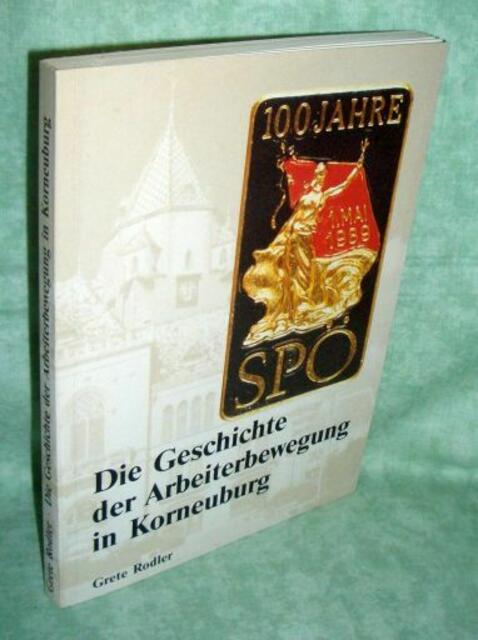 100 JAHRE
1. MAI
1989
SPÖ
Die Geschichte
der Arbeiterbewegung
in Korneuburg
Grete Rodler
Grete Rodler Die Geschichte der Arbeiterbewegung in Korneuburg